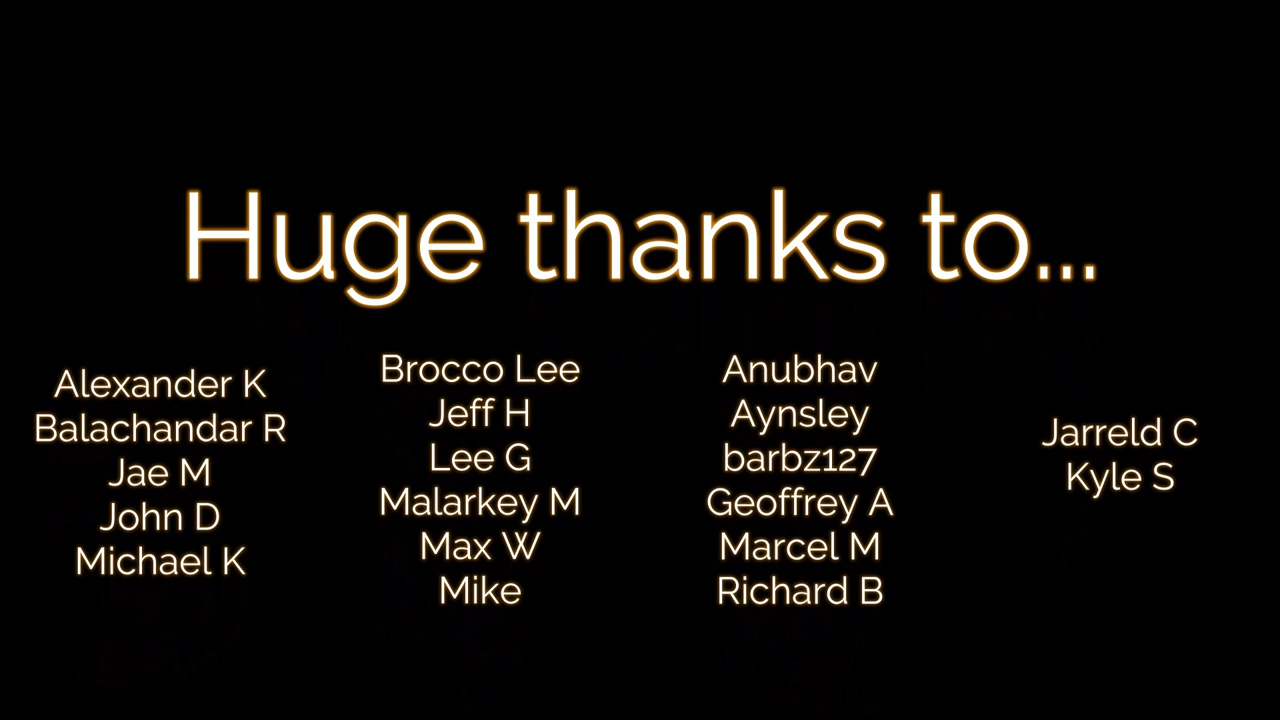 Huge thanks to...
Alexander K
Balachandar R
Jae M
John D
Michael K
Brocco Lee
Jeff H
Lee G
Malarkey M
Max W
Mike
Anubhav
Aynsley
barbz127
Geoffrey A
Marcel M
Richard B
Jarreld C
Kyle S